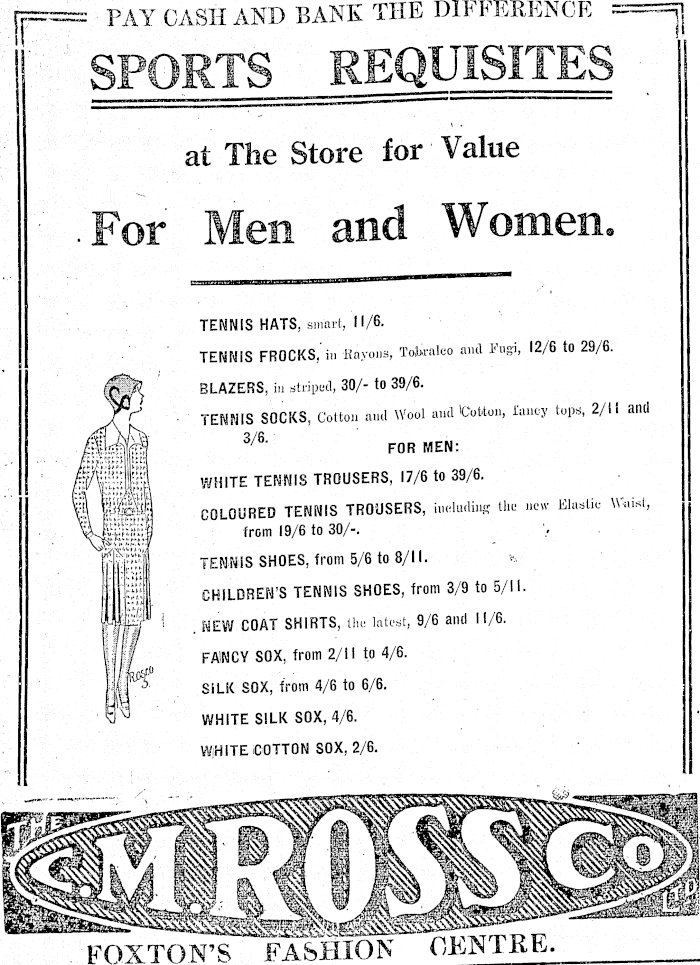 PAY CASH AND BANK THE DIFFERENCE
SPORTS REQUISITES
at The Store for Value
For Men and Women.
TENNIS HATS, smart, 11/6.
TENNIS FROCKS, in Rayons, Tobralco and Fugi, 12/6 to 29/6.
BLAZERS, in striped, 30/- to 39/6.
TENNIS SOCKS, Cotton and Wool and Cotton, fancy tops, 2/11 and
3/6.
FOR MEN:
WHITE TENNIS TROUSERS, 17/6 to 39/6.
COLOURED TENNIS TROUSERS, including the new Elastic Waist,
from 19/6 to 30/-.
TENNIS SHOES, from 5/6 to 8/11.
CHILDREN'S TENNIS SHOES, from 3/9 to 5/11.
NEW COAT SHIRTS, the latest, 9/6 and 11/6.
FANCY SOX, from 2/11 to 4/6.
SILK SOX, from 4/6 to 6/6.
WHITE SILK SOX, 4/6.
WHITE COTTON SOX, 2/6.
Rosco
S.
THE
C.M.ROSS Co
LTD
FOXTON'S FASHION CENTRE.